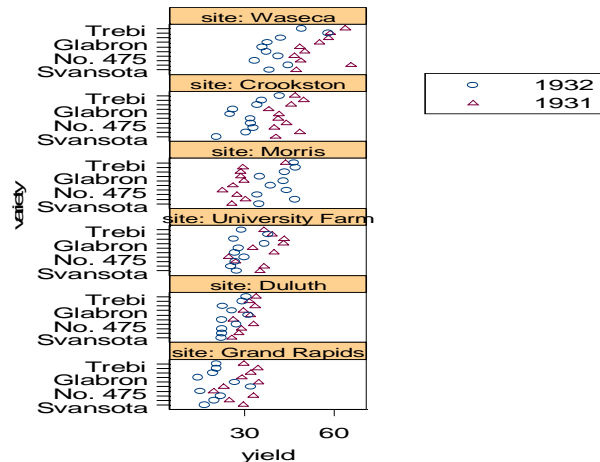 site: Waseca
Trebi
Glabron
No. 475
Svansota
site: Crookston
Trebi
Glabron
No. 475
Svansota
site: Morris
Trebi
Glabron
No. 475
Svansota
site: University Farm
Trebi
Glabron
No. 475
Svansota
site: Duluth
Trebi
Glabron
No. 475
Svansota
site: Grand Rapids
Trebi
Glabron
No. 475
Svansota
variety
30 60
yield
1932
1931